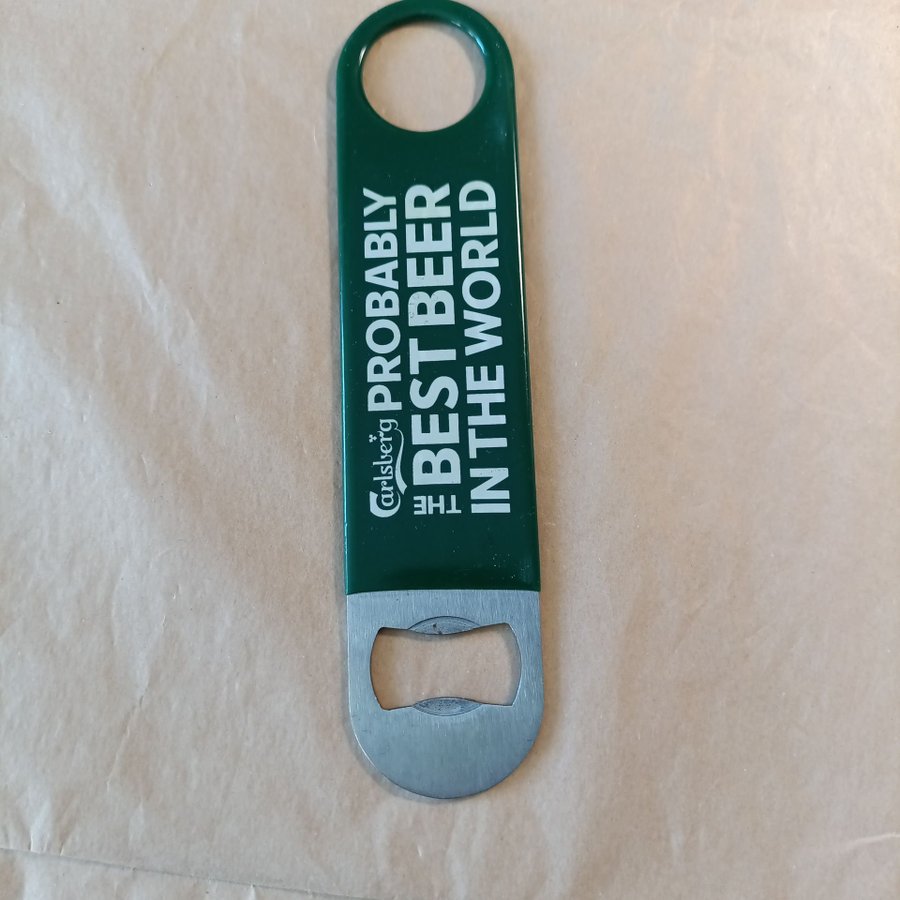 Carlsberg PROBABLY
THE BEST BEER
IN THE WORLD